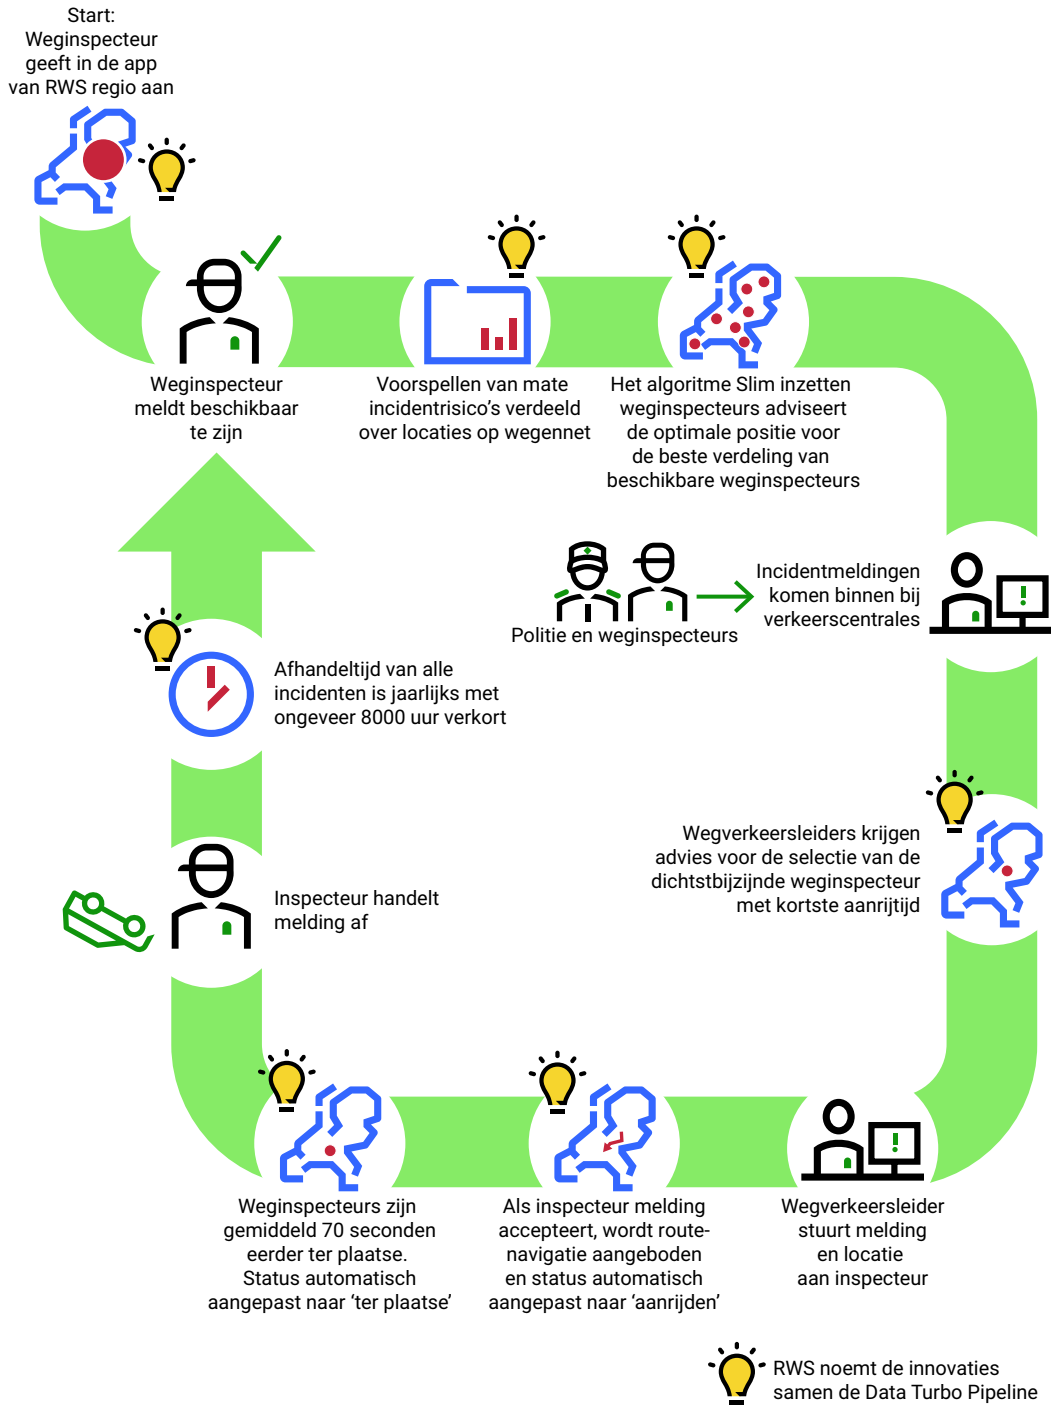 Start:
Weginspecteur
geeft in de app
van RWS regio aan
Weginspecteur
meldt beschikbaar
te zijn
Voorspellen van mate
incidentrisico’s verdeeld
over locaties op wegennet
Het algoritme Slim inzetten
weginspecteurs adviseert
de optimale positie voor
de beste verdeling van
beschikbare weginspecteurs
Politie en weginspecteurs
Incidentmeldingen
komen binnen bij
verkeerscentrales
Wegverkeersleiders krijgen
advies voor de selectie van de
dichtstbijzijnde weginspecteur
met kortste aanrijtijd
Wegverkeersleider
stuurt melding
en locatie
aan inspecteur
Als inspecteur melding
accepteert, wordt route-
navigatie aangeboden
en status automatisch
aangepast naar ‘aanrijden’
Weginspecteurs zijn
gemiddeld 70 seconden
eerder ter plaatse.
Status automatisch
aangepast naar ‘ter plaatse’
Inspecteur handelt
melding af
Afhandeltijd van alle
incidenten is jaarlijks met
ongeveer 8000 uur verkort
RWS noemt de innovaties
samen de Data Turbo Pipeline